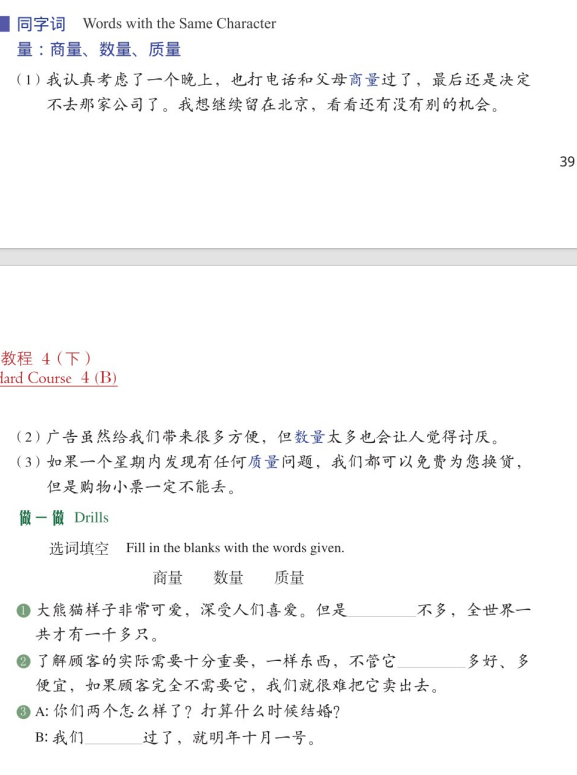 同字词 Words with the Same Character
量：商量、数量、质量
（1）我认真考虑了一个晚上，也打电话和父母商量过了，最后还是决定
不去那家公司了。我想继续留在北京，看看还有没有别的机会。
39
教程 4（下）
dard Course 4 (B)
（2）广告虽然给我们带来很多方便，但数量太多也会让人觉得讨厌。
（3）如果一个星期内发现有任何质量问题，我们都可以免费为您换货，
但是购物小票一定不能丢。
做一做 Drills
选词填空 Fill in the blanks with the words given.
商量 数量 质量
1 大熊猫样子非常可爱，深受人们喜爱。但是________不多，全世界一
共才有一千多只。
2 了解顾客的实际需要十分重要，一样东西，不管它________多好、多
便宜，如果顾客完全不需要它，我们就很难把它卖出去。
3 A: 你们两个怎么样了？打算什么时候结婚？
B: 我们_______过了，就明年十月一号。